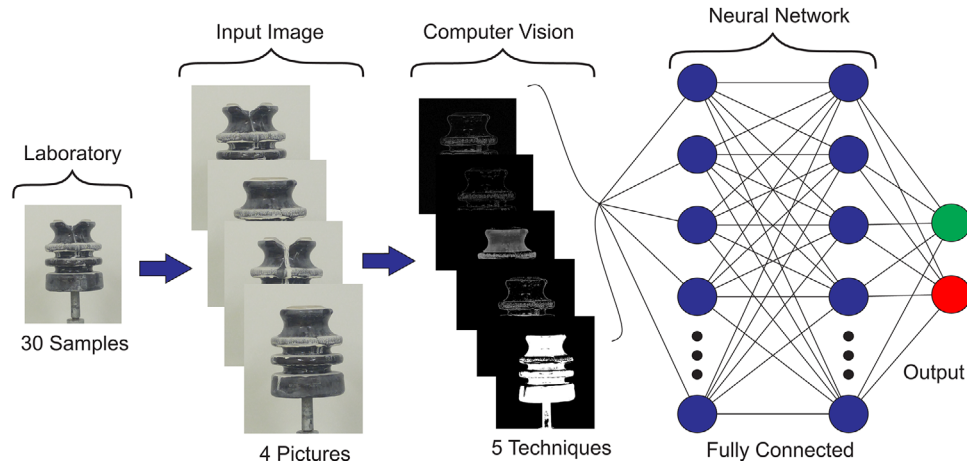 Laboratory
30 Samples
Input Image
4 Pictures
Computer Vision
5 Techniques
Neural Network
Fully Connected
Output